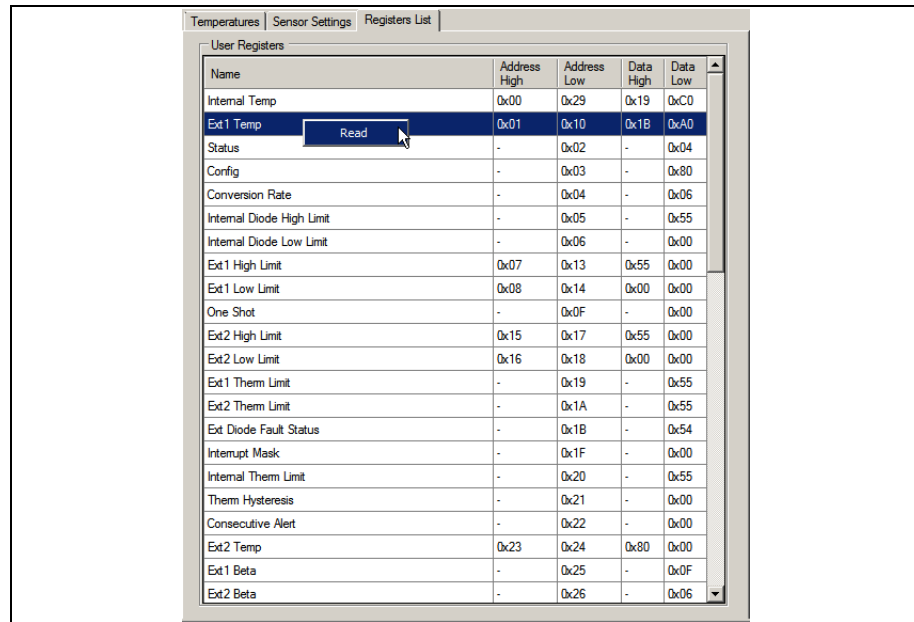 Temperatures Sensor Settings Registers List
User Registers
Name Address High Address Low Data High Data Low
Internal Temp 0x00 0x29 0x19 0xC0
Ext1 Temp Read 0x01 0x10 0x1B 0xA0
Status - 0x02 - 0x04
Config - 0x03 - 0x80
Conversion Rate - 0x04 - 0x06
Internal Diode High Limit - 0x05 - 0x55
Internal Diode Low Limit - 0x06 - 0x00
Ext1 High Limit 0x07 0x13 0x55 0x00
Ext1 Low Limit 0x08 0x14 0x00 0x00
One Shot - 0x0F 0x00
Ext2 High Limit 0x15 0x17 0x55 0x00
Ext2 Low Limit 0x16 0x18 0x00 0x00
Ext1 Therm Limit - 0x19 - 0x55
Ext2 Therm Limit - 0x1A - 0x55
Ext Diode Fault Status - 0x1B - 0x54
Interrupt Mask - 0x1F - 0x00
Internal Therm Limit - 0x20 - 0x55
Therm Hysteresis - 0x21 - 0x00
Consecutive Alert - 0x22 - 0x00
Ext2 Temp 0x23 0x24 0x80 0x00
Ext1 Beta - 0x25 - 0x0F
Ext2 Beta - 0x26 - 0x06